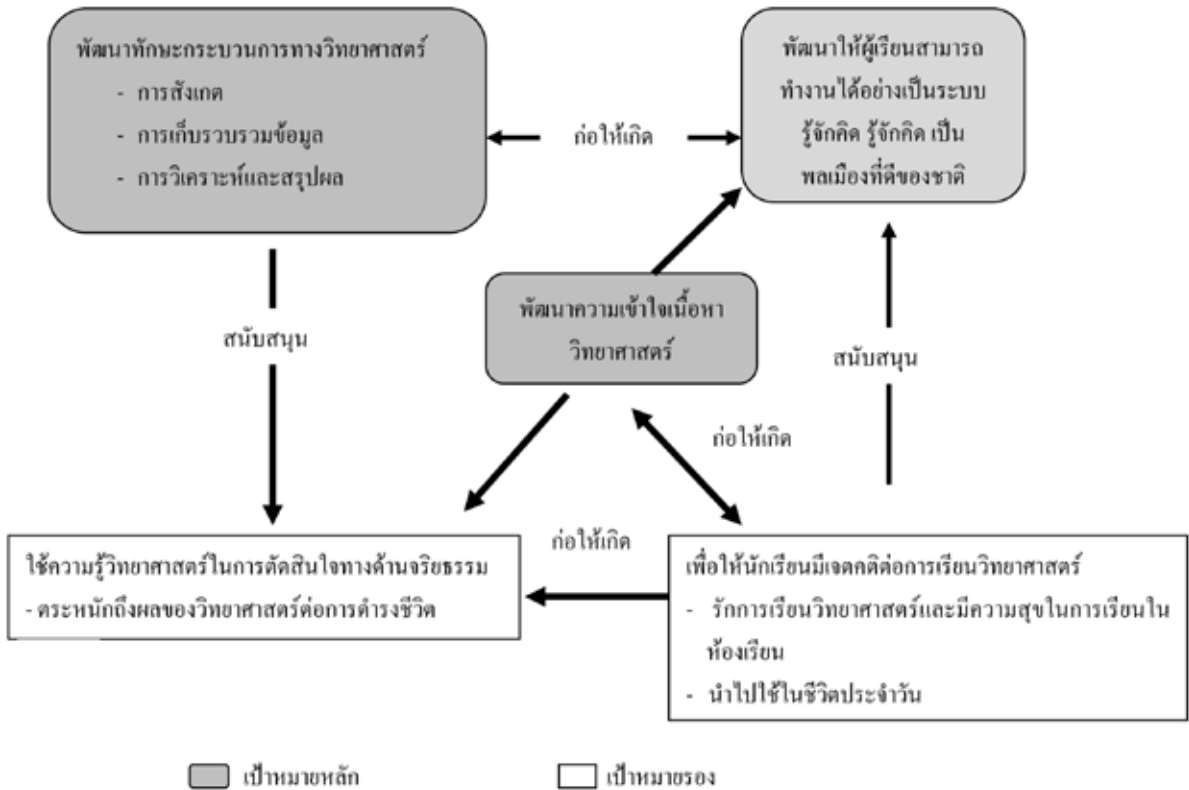 พัฒนาทักษะกระบวนการทางวิทยาศาสตร์
- การสังเกต
- การเก็บรวบรวมข้อมูล
- การวิเคราะห์และสรุปผล
ก่อให้เกิด
พัฒนาให้ผู้เรียนสามารถ
ทำงานได้อย่างเป็นระบบ
รู้จักคิด รู้จักคิด เป็น
พลเมืองที่ดีของชาติ
สนับสนุน
พัฒนาความเข้าใจเนื้อหา
วิทยาศาสตร์
สนับสนุน
ก่อให้เกิด
ก่อให้เกิด
ใช้ความรู้วิทยาศาสตร์ในการตัดสินใจทางด้านจริยธรรม
- ตระหนักถึงผลของวิทยาศาสตร์ต่อการดำรงชีวิต
เพื่อให้นักเรียนมีเจตคติต่อการเรียนวิทยาศาสตร์
- รักการเรียนวิทยาศาสตร์และมีความสุขในการเรียนใน
ห้องเรียน
- นำไปใช้ในชีวิตประจำวัน
เป้าหมายหลัก
เป้าหมายรอง